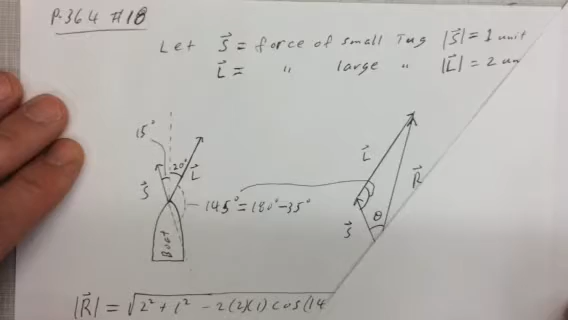 P.364 #18
Let S⃗ = force of small Tug |S⃗| = 1 unit
L⃗ = " large " |L⃗| = 2 un
15°
20°
L⃗
S⃗
145° = 180° - 35°
Boat
L⃗
R⃗
S⃗
θ
|R⃗| = √2² + 1² - 2(2)(1) cos(14